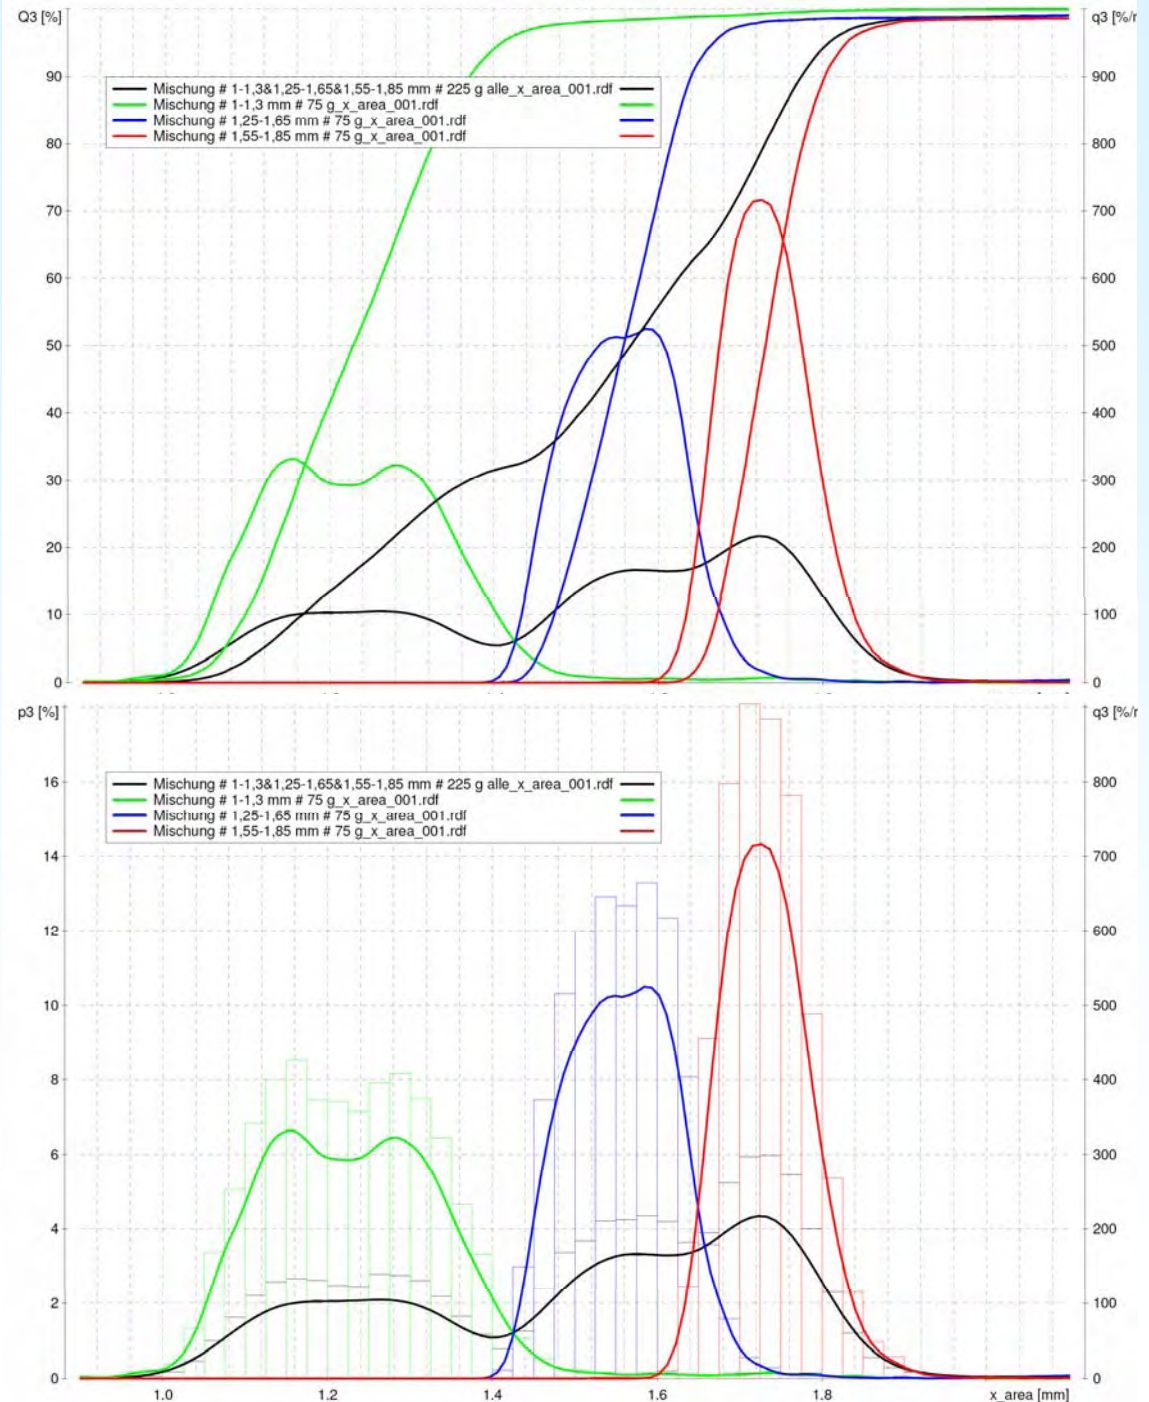 Q3 [%]
q3 [%/r
90
900
Mischung # 1-1,3&1,25-1,65&1,55-1,85 mm # 225 g alle_x_area_001.rdf
Mischung # 1-1,3 mm # 75 g_x_area_001.rdf
Mischung # 1,25-1,65 mm # 75 g_x_area_001.rdf
Mischung # 1,55-1,85 mm # 75 g_x_area_001.rdf
80
800
70
700
60
600
50
500
40
400
30
300
20
200
10
100
0
0
p3 [%]
q3 [%/r
16
800
Mischung # 1-1,3&1,25-1,65&1,55-1,85 mm # 225 g alle_x_area_001.rdf
Mischung # 1-1,3 mm # 75 g_x_area_001.rdf
Mischung # 1,25-1,65 mm # 75 g_x_area_001.rdf
Mischung # 1,55-1,85 mm # 75 g_x_area_001.rdf
14
700
12
600
10
500
8
400
6
300
4
200
2
100
0
0
1.0 1.2 1.4 1.6 1.8 x_area [mm]